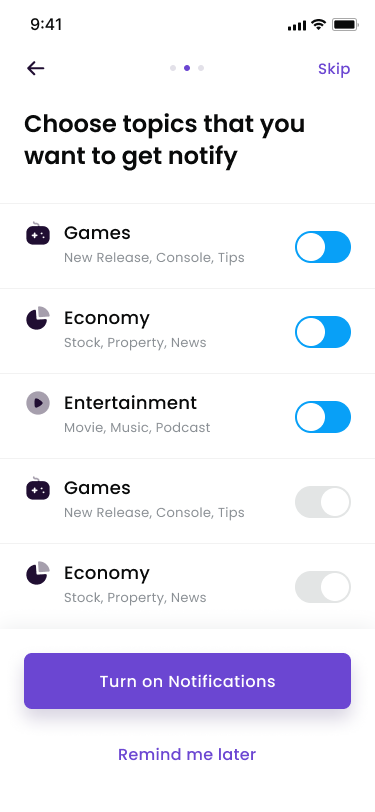 9:41
Skip
Choose topics that you
want to get notify
Games
New Release, Console, Tips
Economy
Stock, Property, News
Entertainment
Movie, Music, Podcast
Games
New Release, Console, Tips
Economy
Stock, Property, News
Turn on Notifications
Remind me later